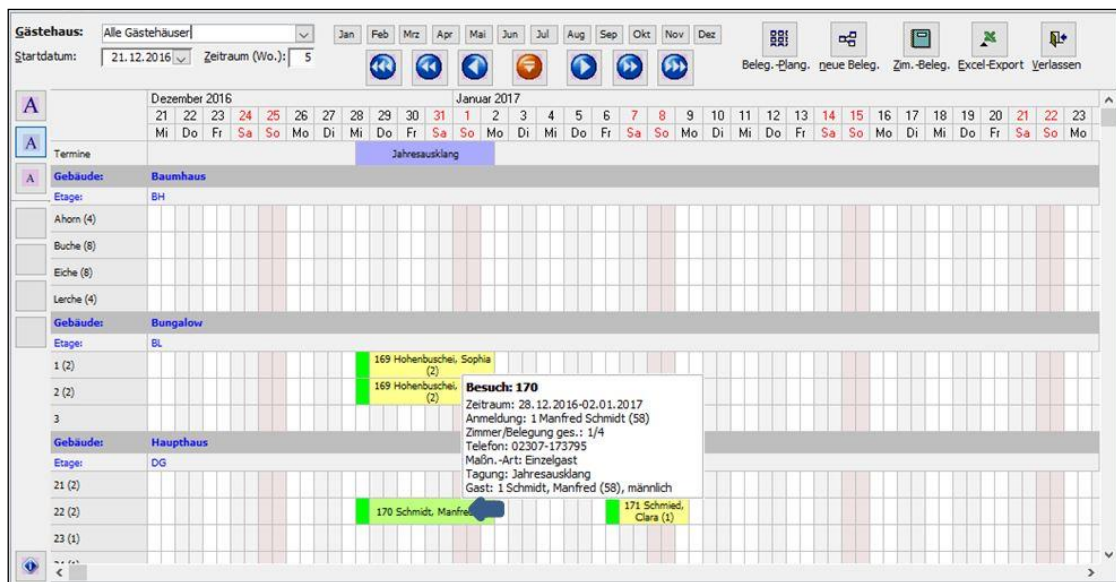 Gästehaus: Alle Gästehäuser Jan Feb Mrz Apr Mai Jun Jul Aug Sep Okt Nov Dez
Startdatum: 21.12.2016 Zeitraum (Wo.): 5
Beleg.-Plang. neue Beleg. Zim.-Beleg. Excel-Export Verlassen
A
A
A
Dezember 2016 Januar 2017
21 22 23 24 25 26 27 28 29 30 31 1 2 3 4 5 6 7 8 9 10 11 12 13 14 15 16 17 18 19 20 21 22 23
Mi Do Fr Sa So Mo Di Mi Do Fr Sa So Mo Di Mi Do Fr Sa So Mo Di Mi Do Fr Sa So Mo Di Mi Do Fr Sa So Mo
Termine Jahresausklang
Gebäude: Baumhaus
Etage: BH
Ahorn (4)
Buche (8)
Eiche (8)
Lerche (4)
Gebäude: Bungalow
Etage: BL
1 (2) 169 Hohenbuschei, Sophia
(2)
2 (2) 169 Hohenbuschei,
(2)
3
Besuch: 170
Zeitraum: 28.12.2016-02.01.2017
Anmeldung: 1 Manfred Schmidt (58)
Zimmer/Belegung ges.: 1/4
Telefon: 02307-173795
Maßn.-Art: Einzelgast
Tagung: Jahresausklang
Gast: 1 Schmidt, Manfred (58), männlich
Gebäude: Haupthaus
Etage: DG
21 (2)
22 (2) 170 Schmidt, Manfred 171 Schmied,
Clara (1)
23 (1)